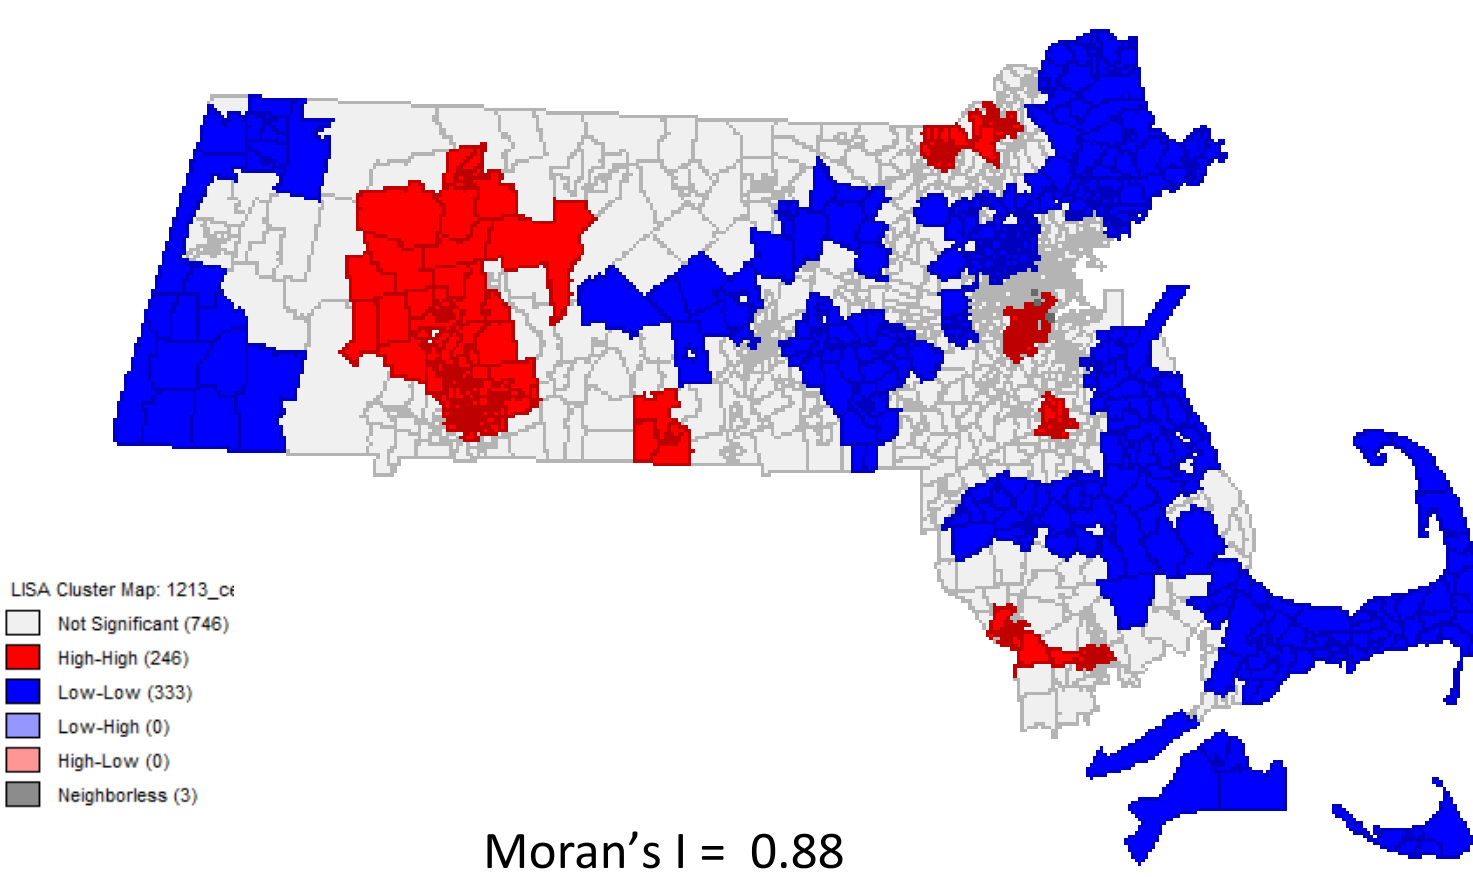 LISA Cluster Map: 1213_ce
Not Significant (746)
High-High (246)
Low-Low (333)
Low-High (0)
High-Low (0)
Neighborless (3)
Moran’s I = 0.88